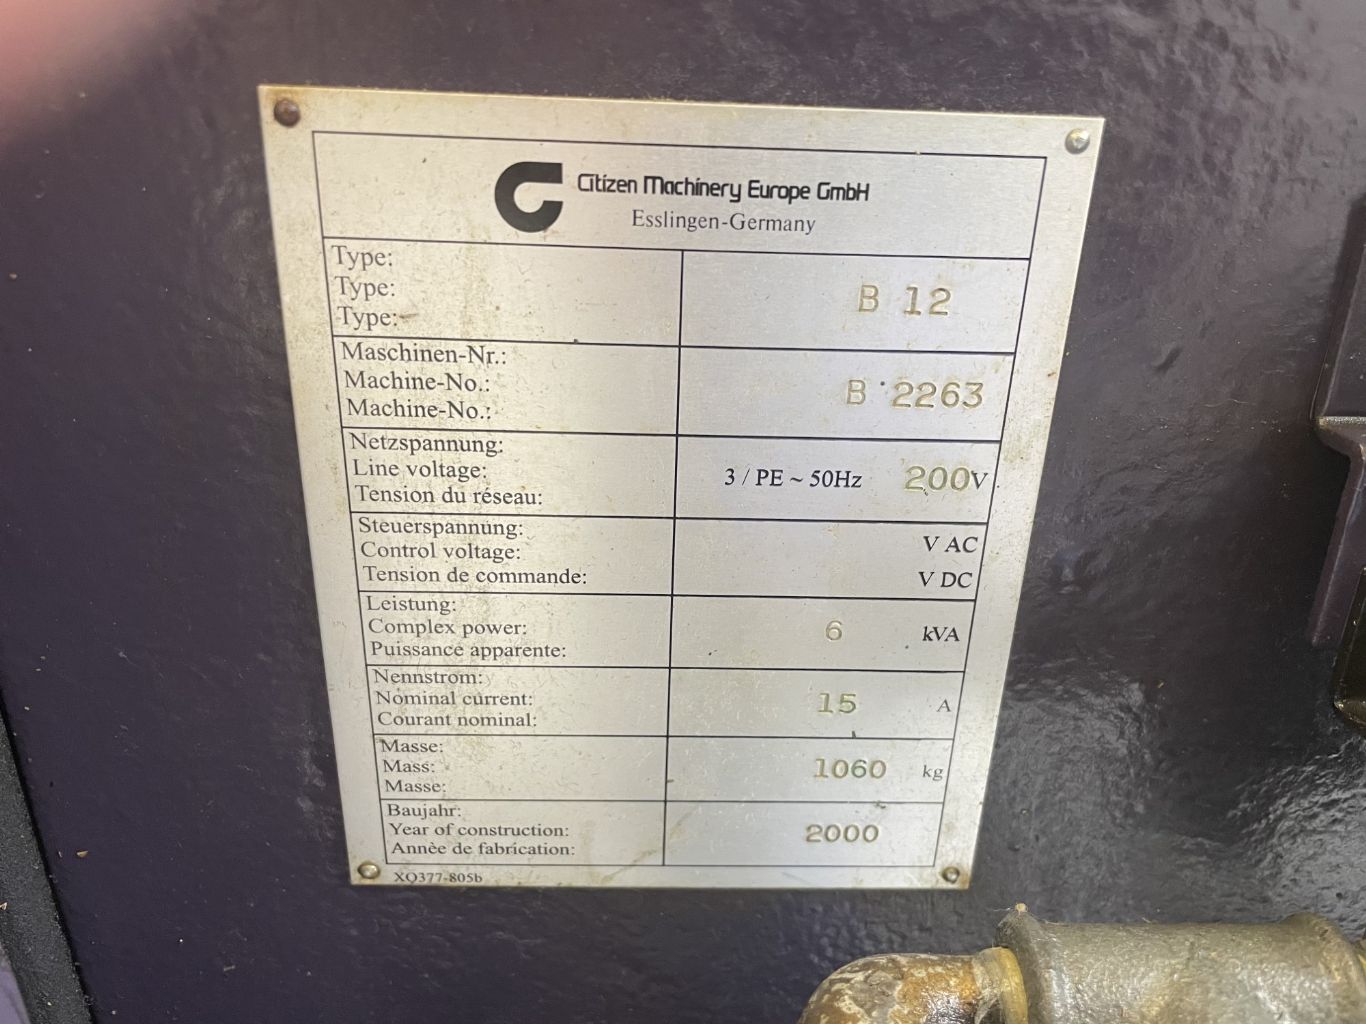 Citizen Machinery Europe GmbH
Esslingen-Germany
Type:
Type:
Type:
B 12
Maschinen-Nr.:
Machine-No.:
Machine-No.:
B 2263
Netzspannung:
Line voltage:
Tension du réseau:
3 / PE ~ 50Hz 200V
Steuerspannung:
Control voltage:
Tension de commande:
V AC
V DC
Leistung:
Complex power:
Puissance apparente:
6 kVA
Nennstrom:
Nominal current:
Courant nominal:
15 A
Masse:
Mass:
Masse:
1060 kg
Baujahr:
Year of construction:
Annèe de fabrication:
2000
XQ377-805b